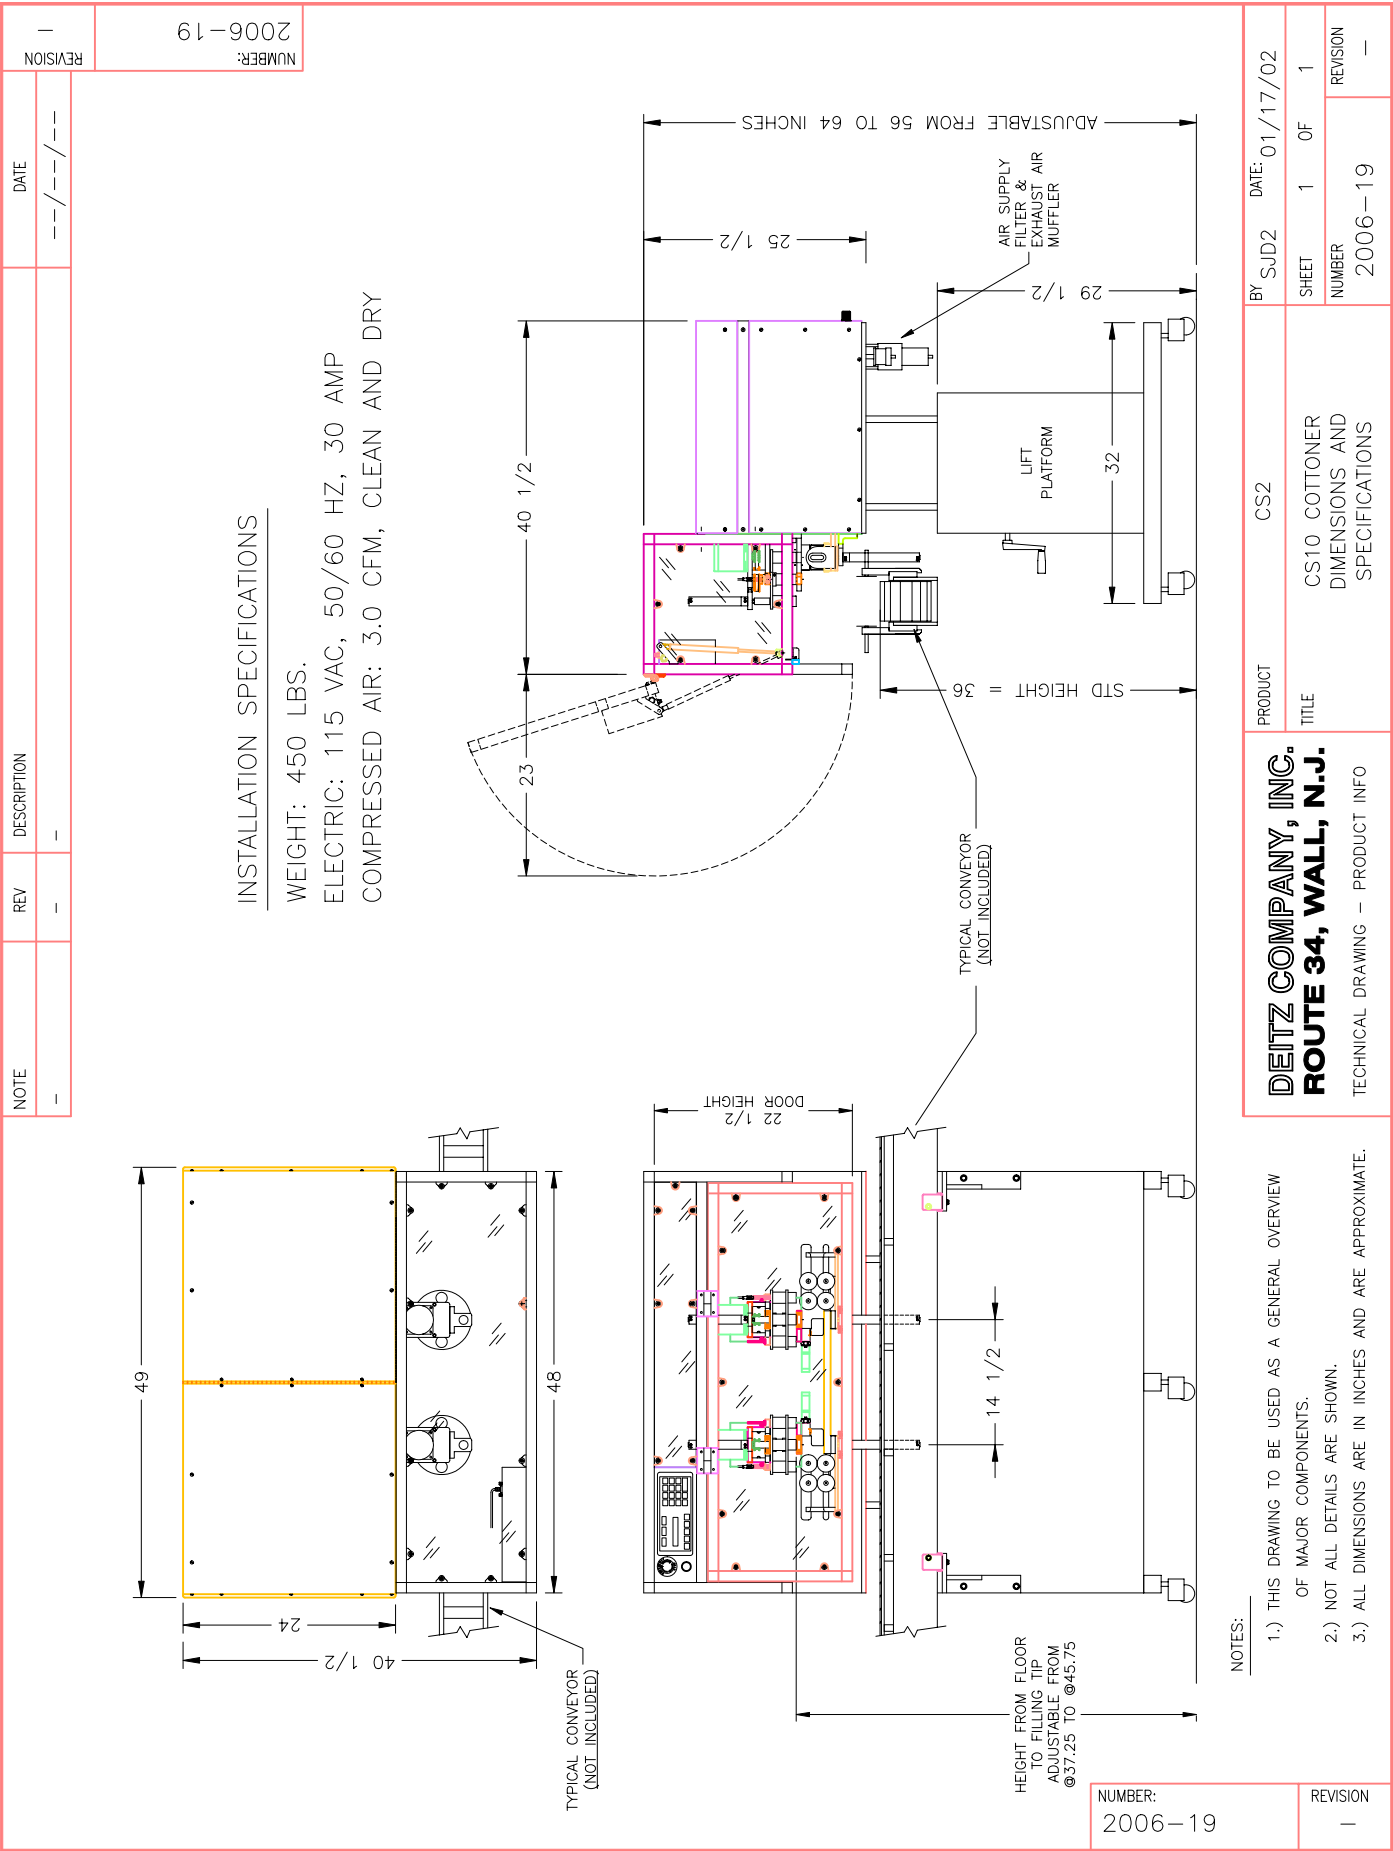 NOTE
REV
DESCRIPTION
DATE
-
-
-
--/--/--
NUMBER:
2006-19
REVISION
-
INSTALLATION SPECIFICATIONS
WEIGHT: 450 LBS.
ELECTRIC: 115 VAC, 50/60 HZ, 30 AMP
COMPRESSED AIR: 3.0 CFM, CLEAN AND DRY
49
24
40 1/2
48
TYPICAL CONVEYOR
(NOT INCLUDED)
40 1/2
23
ADJUSTABLE FROM 56 TO 64 INCHES
25 1/2
29 1/2
AIR SUPPLY
FILTER &
EXHAUST AIR
MUFFLER
LIFT
PLATFORM
32
STD HEIGHT = 36
TYPICAL CONVEYOR
(NOT INCLUDED)
22 1/2
DOOR HEIGHT
14 1/2
HEIGHT FROM FLOOR
TO FILLING TIP
ADJUSTABLE FROM
@37.25 TO @45.75
NOTES:
1.) THIS DRAWING TO BE USED AS A GENERAL OVERVIEW
OF MAJOR COMPONENTS.
2.) NOT ALL DETAILS ARE SHOWN.
3.) ALL DIMENSIONS ARE IN INCHES AND ARE APPROXIMATE.
DEITZ COMPANY, INC.
ROUTE 34, WALL, N.J.
TECHNICAL DRAWING - PRODUCT INFO
PRODUCT
CS2
TITLE
CS10 COTTONER
DIMENSIONS AND
SPECIFICATIONS
BY SJD2 DATE: 01/17/02
SHEET 1 OF 1
NUMBER
2006-19
REVISION
-
NUMBER:
2006-19
REVISION
-